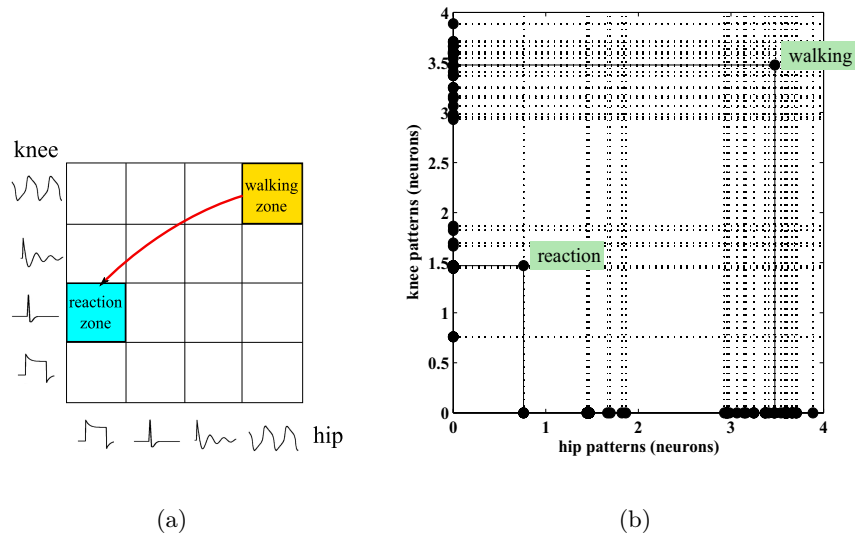 knee
walking
zone
reaction
zone
hip
(a)
4
3.5
3
2.5
2
1.5
1
0.5
0
knee patterns (neurons)
walking
reaction
0
1
2
3
4
hip patterns (neurons)
(b)